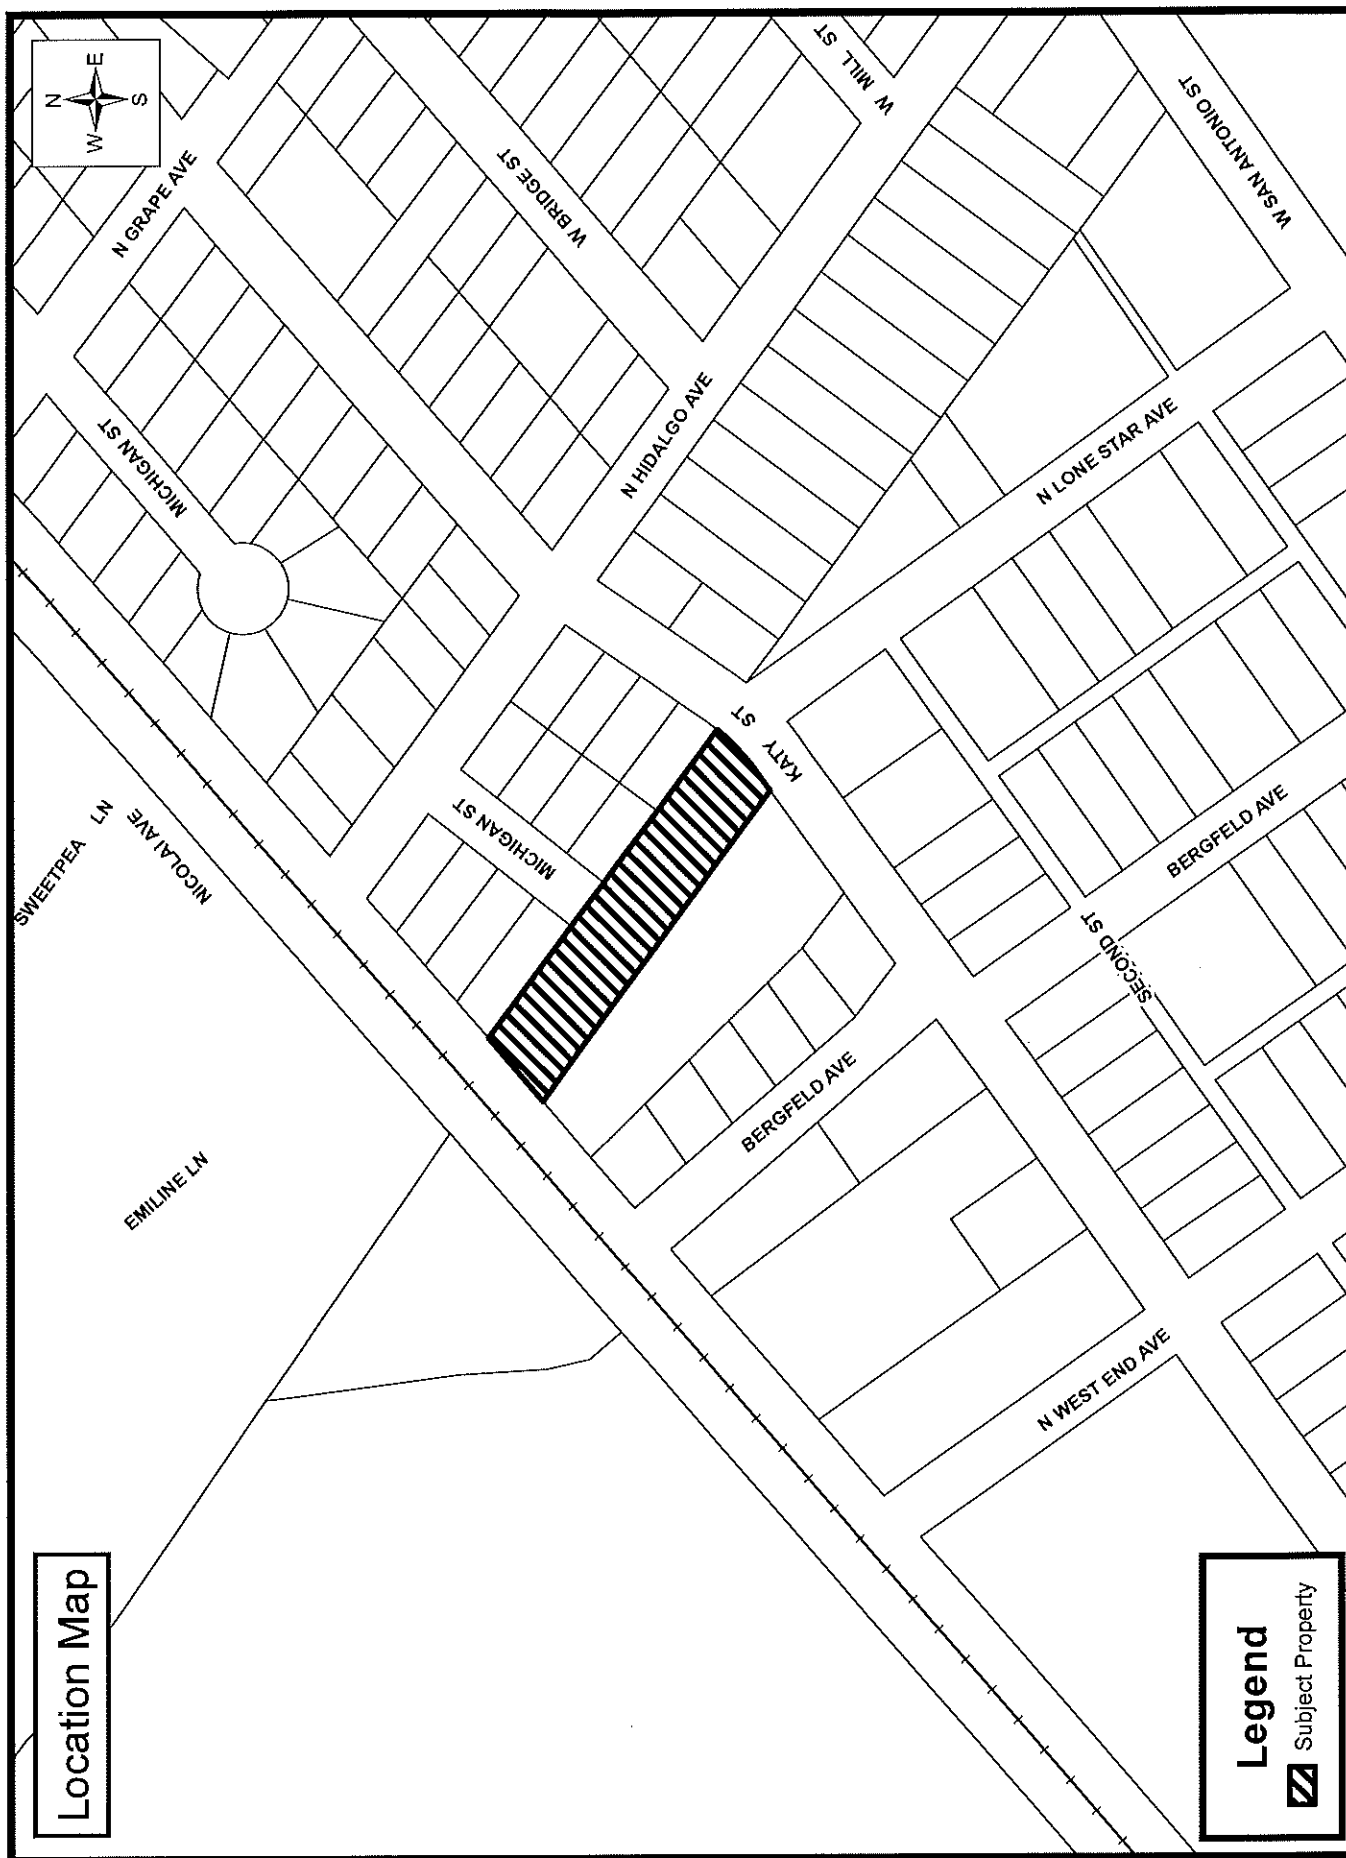 Location Map
N
W
E
S
SWEETPEA LN
NICOLAI AVE
EMILINE LN
MICHIGAN ST
N GRAPE AVE
W BRIDGE ST
W MILL ST
N HIDALGO AVE
MICHIGAN ST
KATY ST
N LONE STAR AVE
W SAN ANTONIO ST
BERGFELD AVE
BERGFELD AVE
SECOND ST
N WEST END AVE
Legend
Subject Property